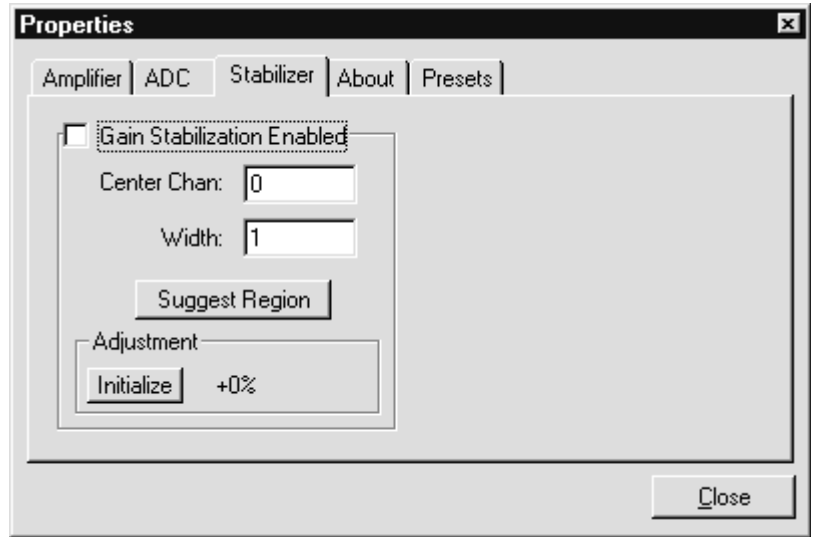 Properties
Amplifier ADC Stabilizer About Presets
Gain Stabilization Enabled
Center Chan: 0
Width: 1
Suggest Region
Adjustment
Initialize +0%
Close